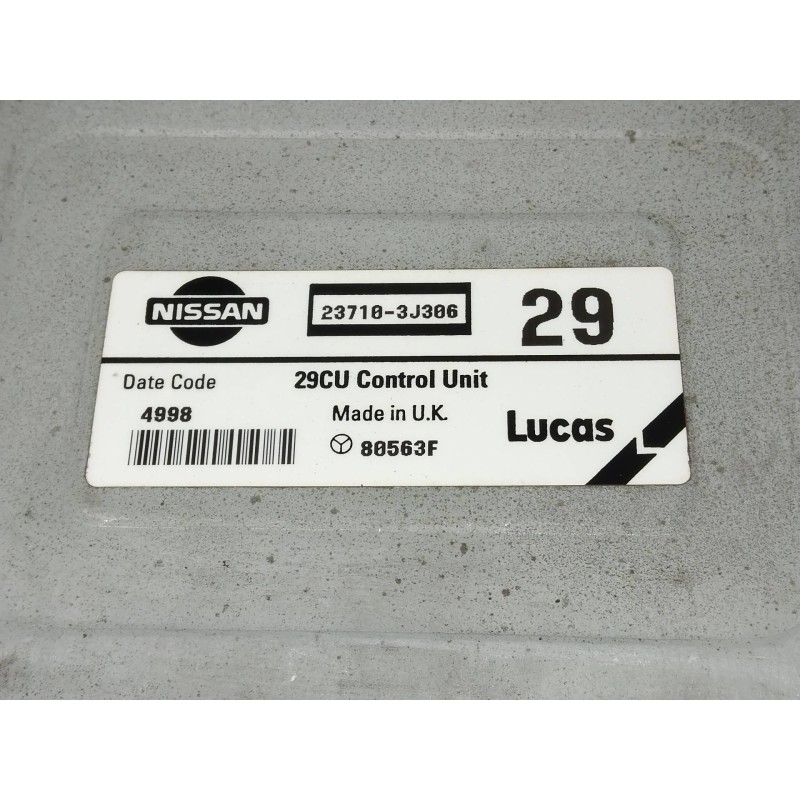 NISSAN
23710-3J306
29
Date Code
29CU Control Unit
4998
Made in U.K.
80563F
Lucas